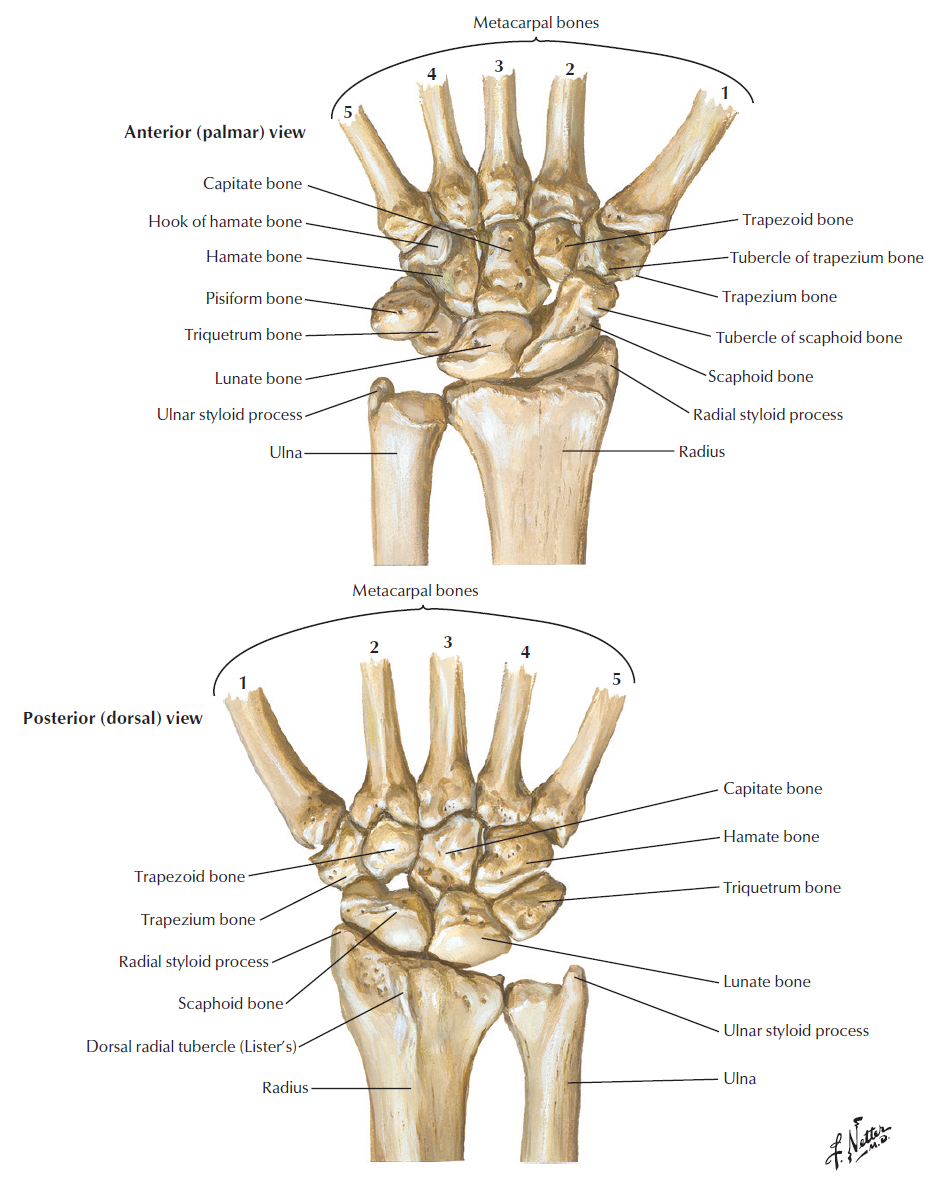 Metacarpal bones
5
4
3
2
1
Anterior (palmar) view
Capitate bone
Hook of hamate bone
Hamate bone
Pisiform bone
Triquetrum bone
Lunate bone
Ulnar styloid process
Ulna
Trapezoid bone
Tubercle of trapezium bone
Trapezium bone
Tubercle of scaphoid bone
Scaphoid bone
Radial styloid process
Radius
Metacarpal bones
1
2
3
4
5
Posterior (dorsal) view
Trapezoid bone
Trapezium bone
Radial styloid process
Scaphoid bone
Dorsal radial tubercle (Lister’s)
Radius
Capitate bone
Hamate bone
Triquetrum bone
Lunate bone
Ulnar styloid process
Ulna
F. Netter
M.D.